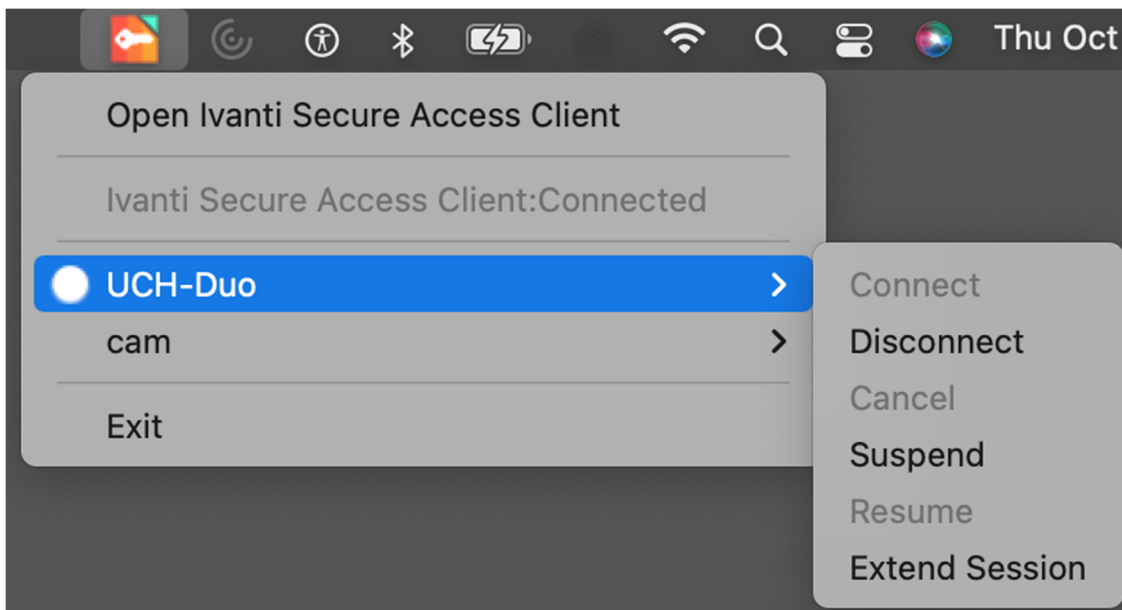 Thu Oct
Open Ivanti Secure Access Client
Ivanti Secure Access Client:Connected
UCH-Duo
cam
Exit
Connect
Disconnect
Cancel
Suspend
Resume
Extend Session